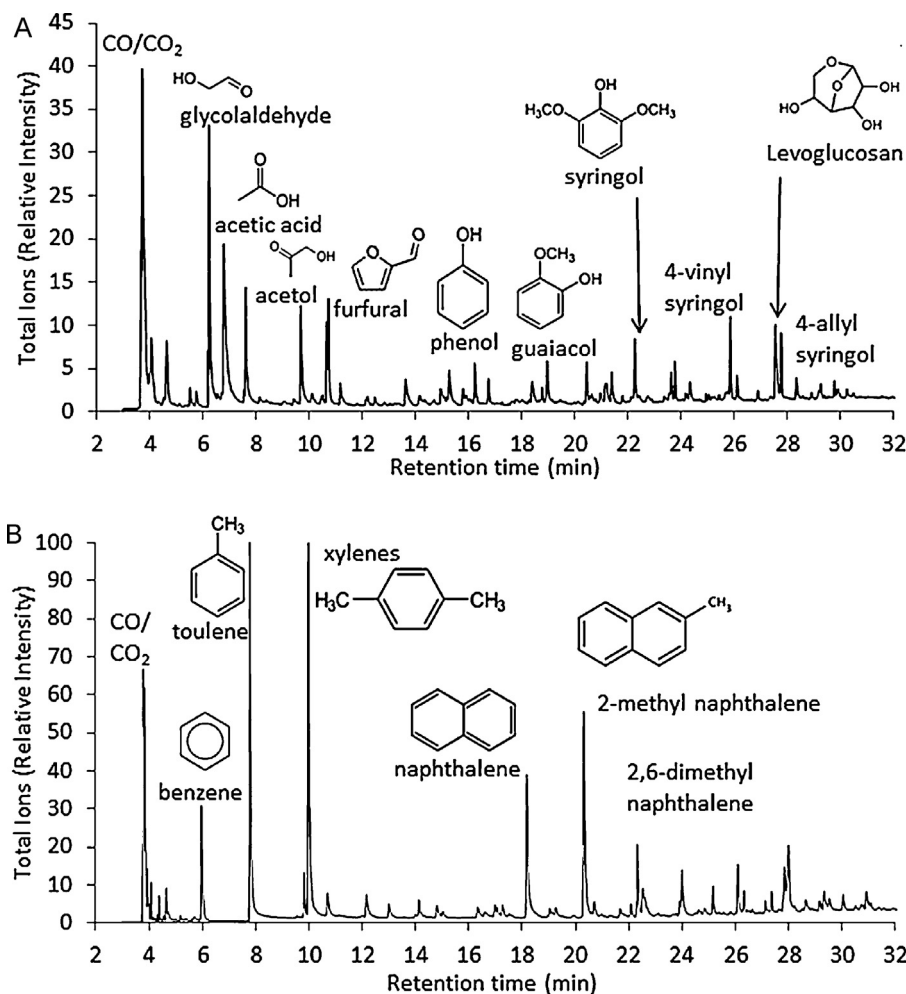 A
Total Ions (Relative Intensity)
45
40
35
30
25
20
15
10
5
0
CO/CO2
HO
O
glycolaldehyde
O
OH
acetic acid
O
OH
acetol
O
O
furfural
OH
phenol
OCH3
OH
guaiacol
OH
H3CO
OCH3
syringol
4-vinyl
syringol
O
O
OH
HO
OH
Levoglucosan
4-allyl
syringol
2 4 6 8 10 12 14 16 18 20 22 24 26 28 30 32
Retention time (min)
B
Total Ions (Relative Intensity)
100
90
80
70
60
50
40
30
20
10
0
CO/
CO2
benzene
CH3
toulene
xylenes
H3C
CH3
naphthalene
CH3
2-methyl naphthalene
2,6-dimethyl
naphthalene
2 4 6 8 10 12 14 16 18 20 22 24 26 28 30 32
Retention time (min)